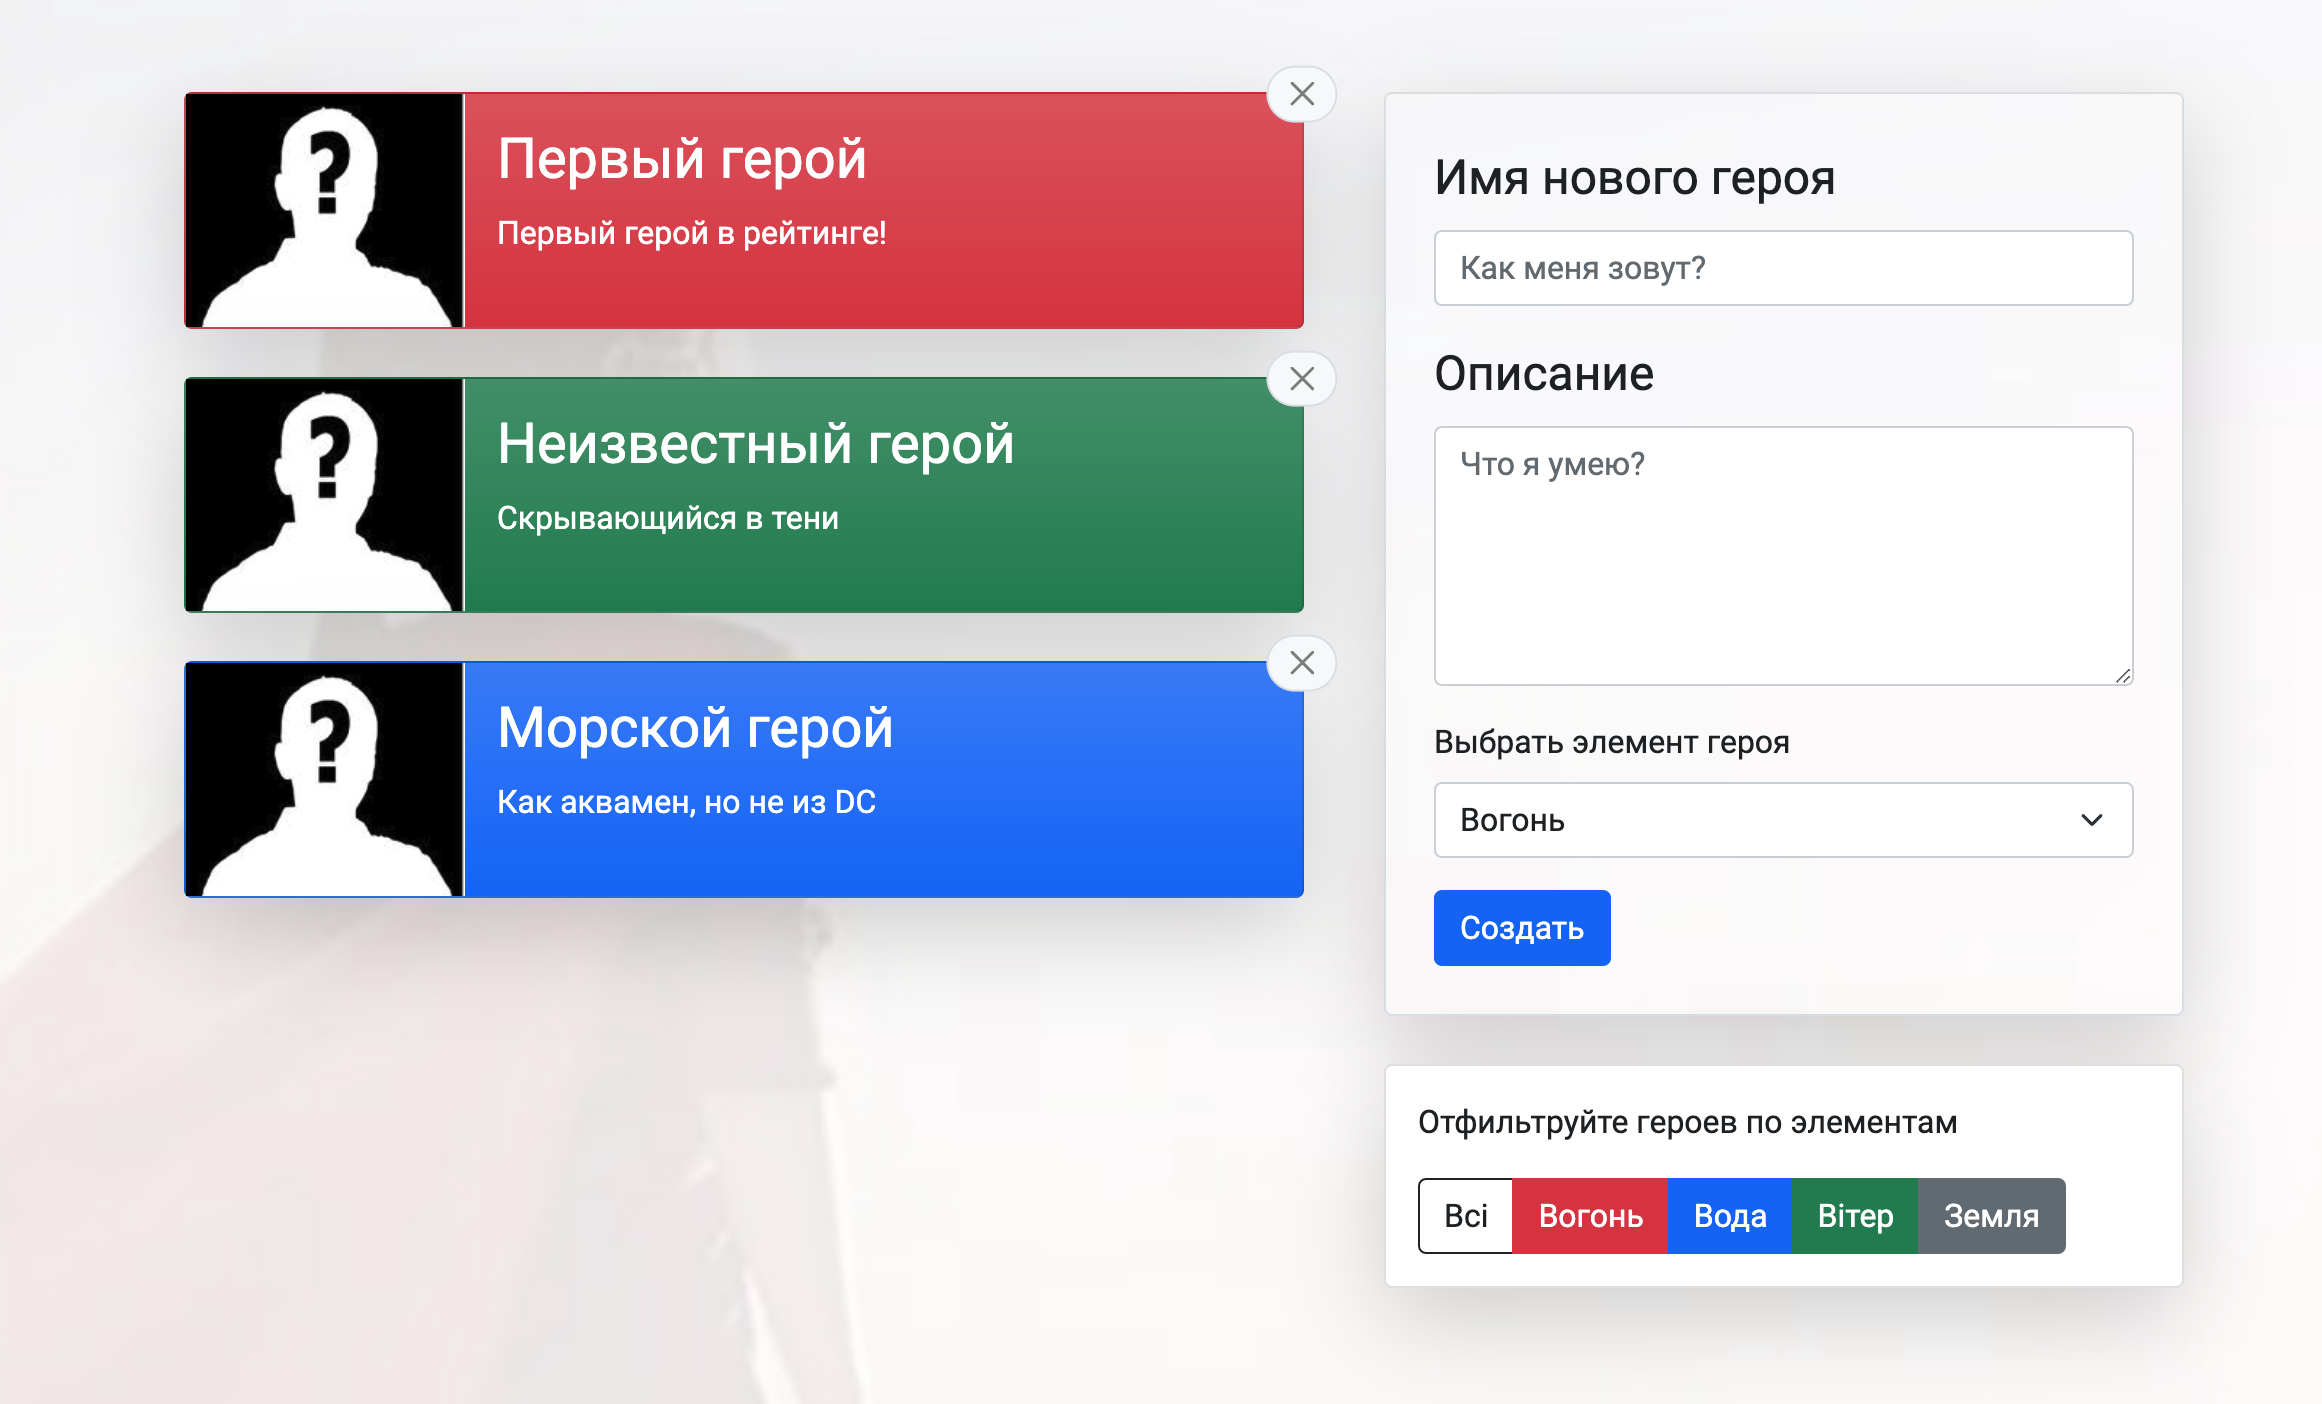 Первый герой
Первый герой в рейтинге!
Неизвестный герой
Скрывающийся в тени
Морской герой
Как аквамен, но не из DC
Имя нового героя
Как меня зовут?
Описание
Что я умею?
Выбрать элемент героя
Вогонь
Создать
Отфильтруйте героев по элементам
Всі Вогонь Вода Вітер Земля